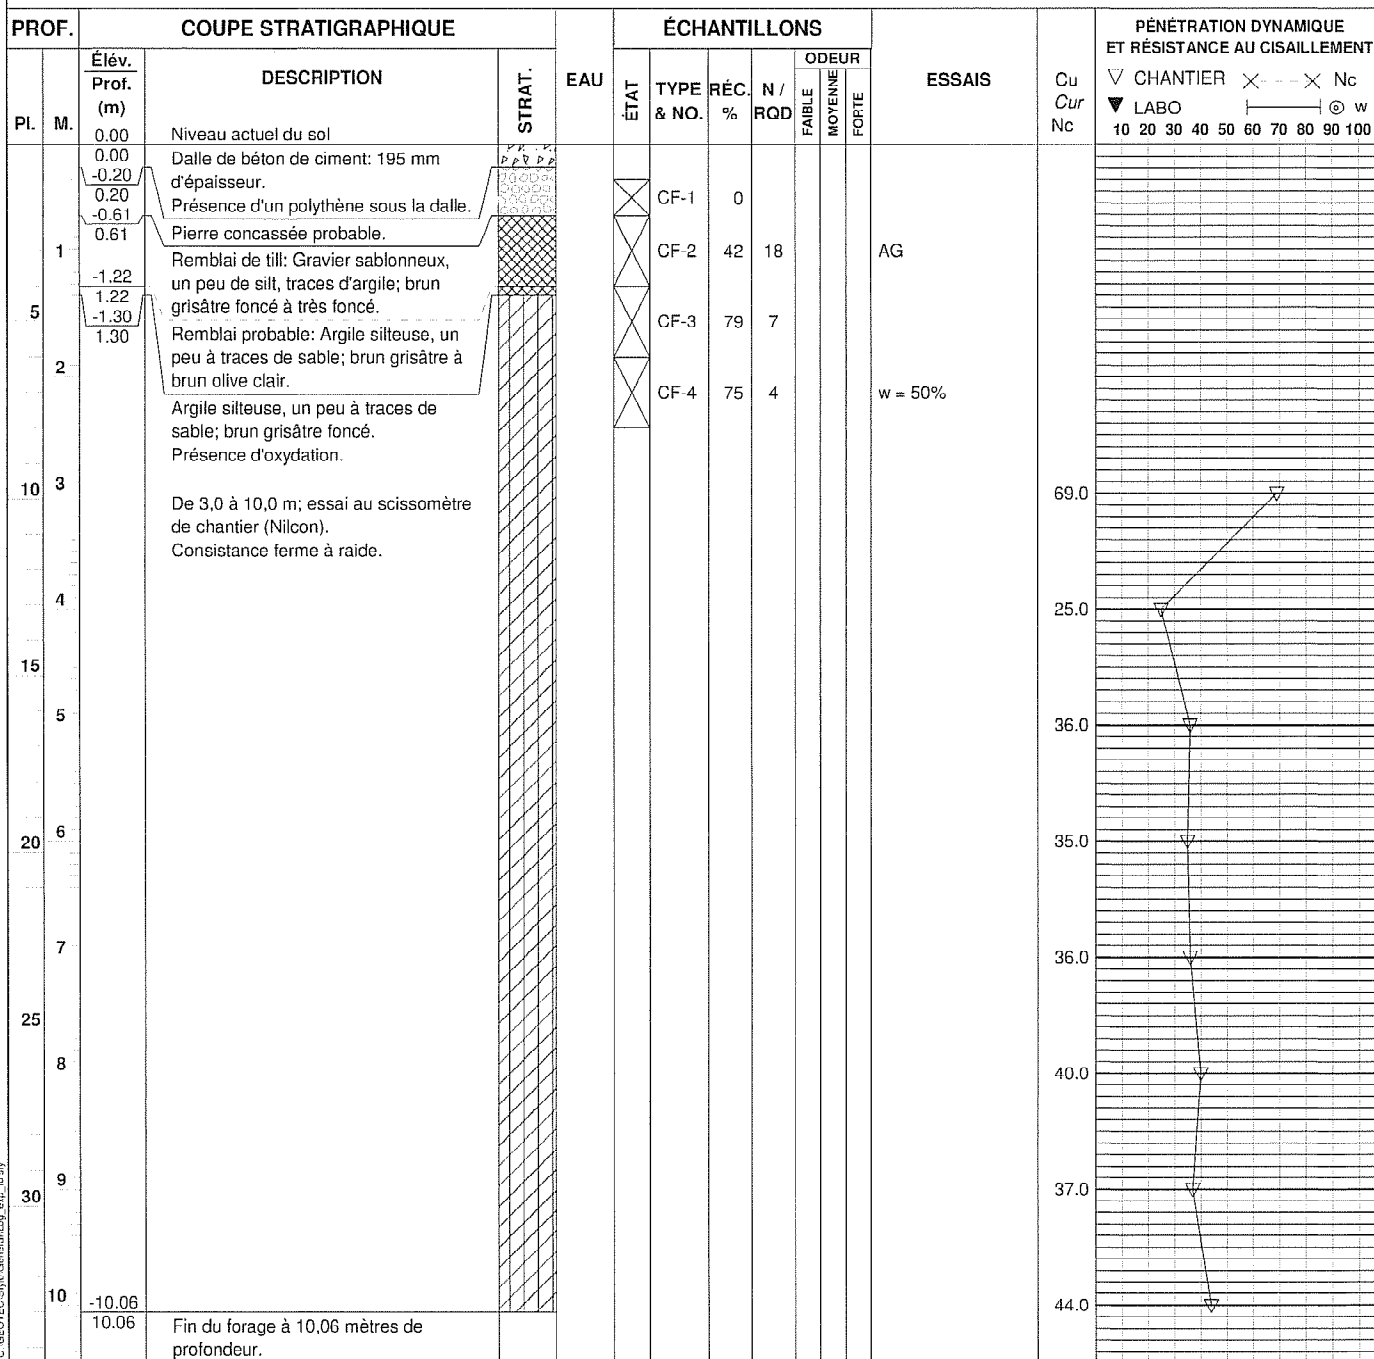 PROF.
COUPE STRATIGRAPHIQUE
ÉCHANTILLONS
PÉNÉTRATION DYNAMIQUE
ET RÉSISTANCE AU CISAILLEMENT
Pi.
M.
Élév.
Prof.
(m)
DESCRIPTION
STRAT.
EAU
ÉTAT
TYPE
& NO.
RÉC.
%
N /
RQD
ODEUR
FAIBLE
MOYENNE
FORTE
ESSAIS
Cu
Cur
Nc
CHANTIER
Nc
LABO
w
10 20 30 40 50 60 70 80 90 100
0.00 Niveau actuel du sol
0.00
-0.20
Dalle de béton de ciment: 195 mm
d'épaisseur.
Présence d'un polythène sous la dalle.
0.20
-0.61
Pierre concassée probable.
0.61
-1.22
Remblai de till: Gravier sablonneux,
un peu de silt, traces d'argile; brun
grisâtre foncé à très foncé.
1.22
-1.30
Remblai probable: Argile silteuse, un
peu à traces de sable; brun grisâtre à
brun olive clair.
1.30
Argile silteuse, un peu à traces de
sable; brun grisâtre foncé.
Présence d'oxydation.
De 3,0 à 10,0 m; essai au scissomètre
de chantier (Nilcon).
Consistance ferme à raide.
-10.06
10.06
Fin du forage à 10,06 mètres de
profondeur.
CF-1 0
CF-2 42 18 AG
CF-3 79 7
CF-4 75 4 w = 50%
5
10
15
20
25
30
1
2
3
4
5
6
7
8
9
10
69.0
25.0
36.0
35.0
36.0
40.0
37.0
44.0